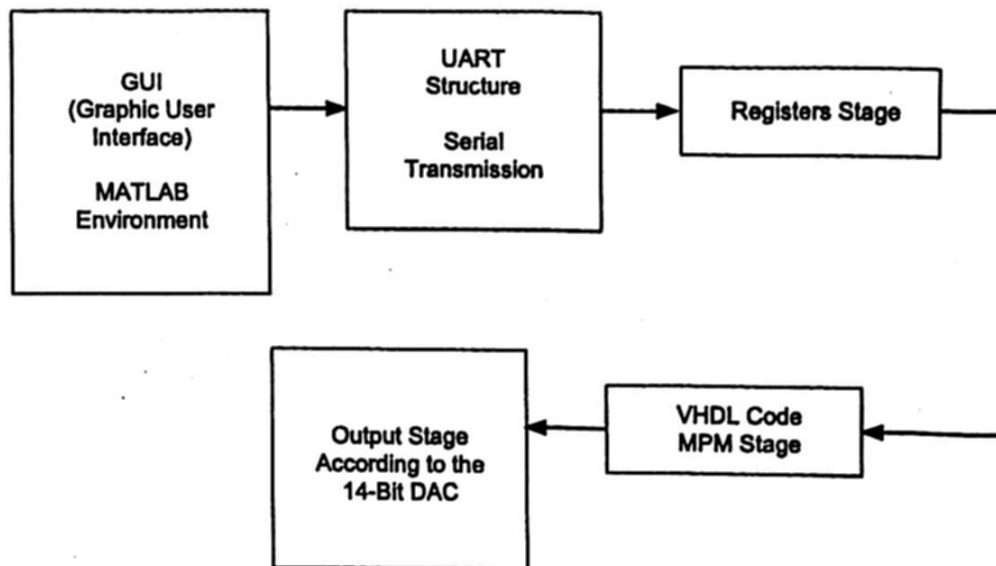 GUI
(Graphic User
Interface)
MATLAB
Environment
UART
Structure
Serial
Transmission
Registers Stage
VHDL Code
MPM Stage
Output Stage
According to the
14-Bit DAC